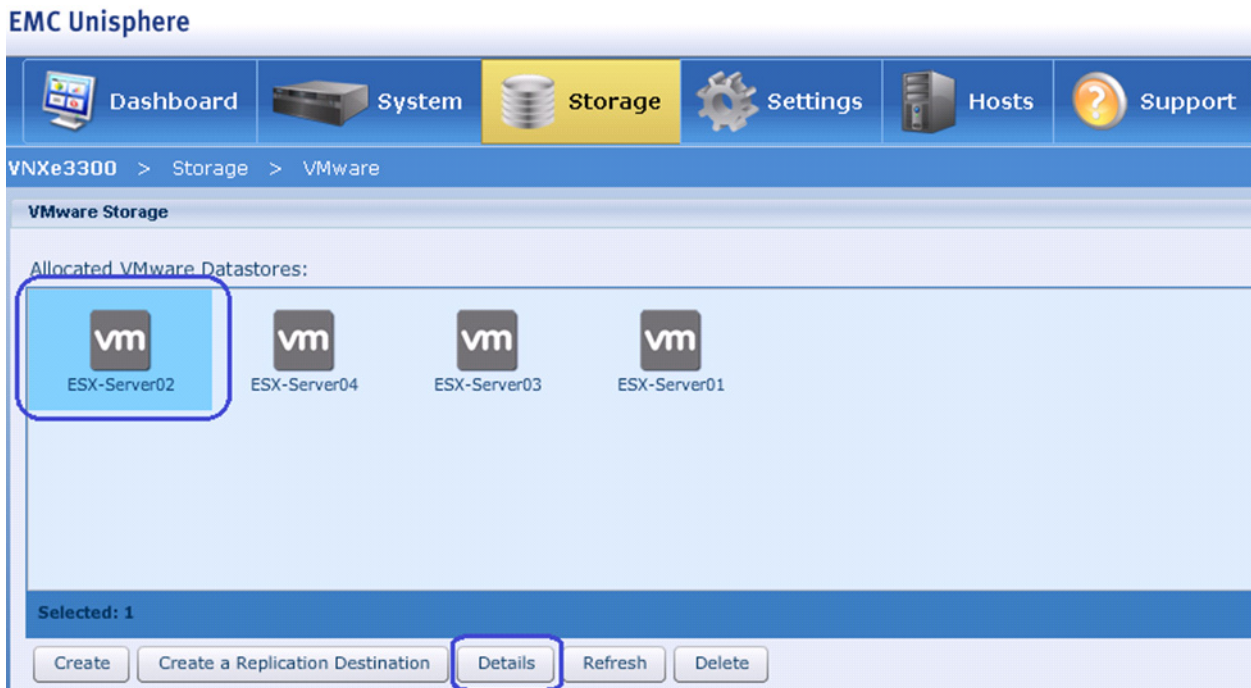 EMC Unisphere
Dashboard System Storage Settings Hosts Support
VNXe3300 > Storage > VMware
VMware Storage
Allocated VMware Datastores:
vm vm vm vm
ESX-Server02 ESX-Server04 ESX-Server03 ESX-Server01
Selected: 1
Create Create a Replication Destination Details Refresh Delete